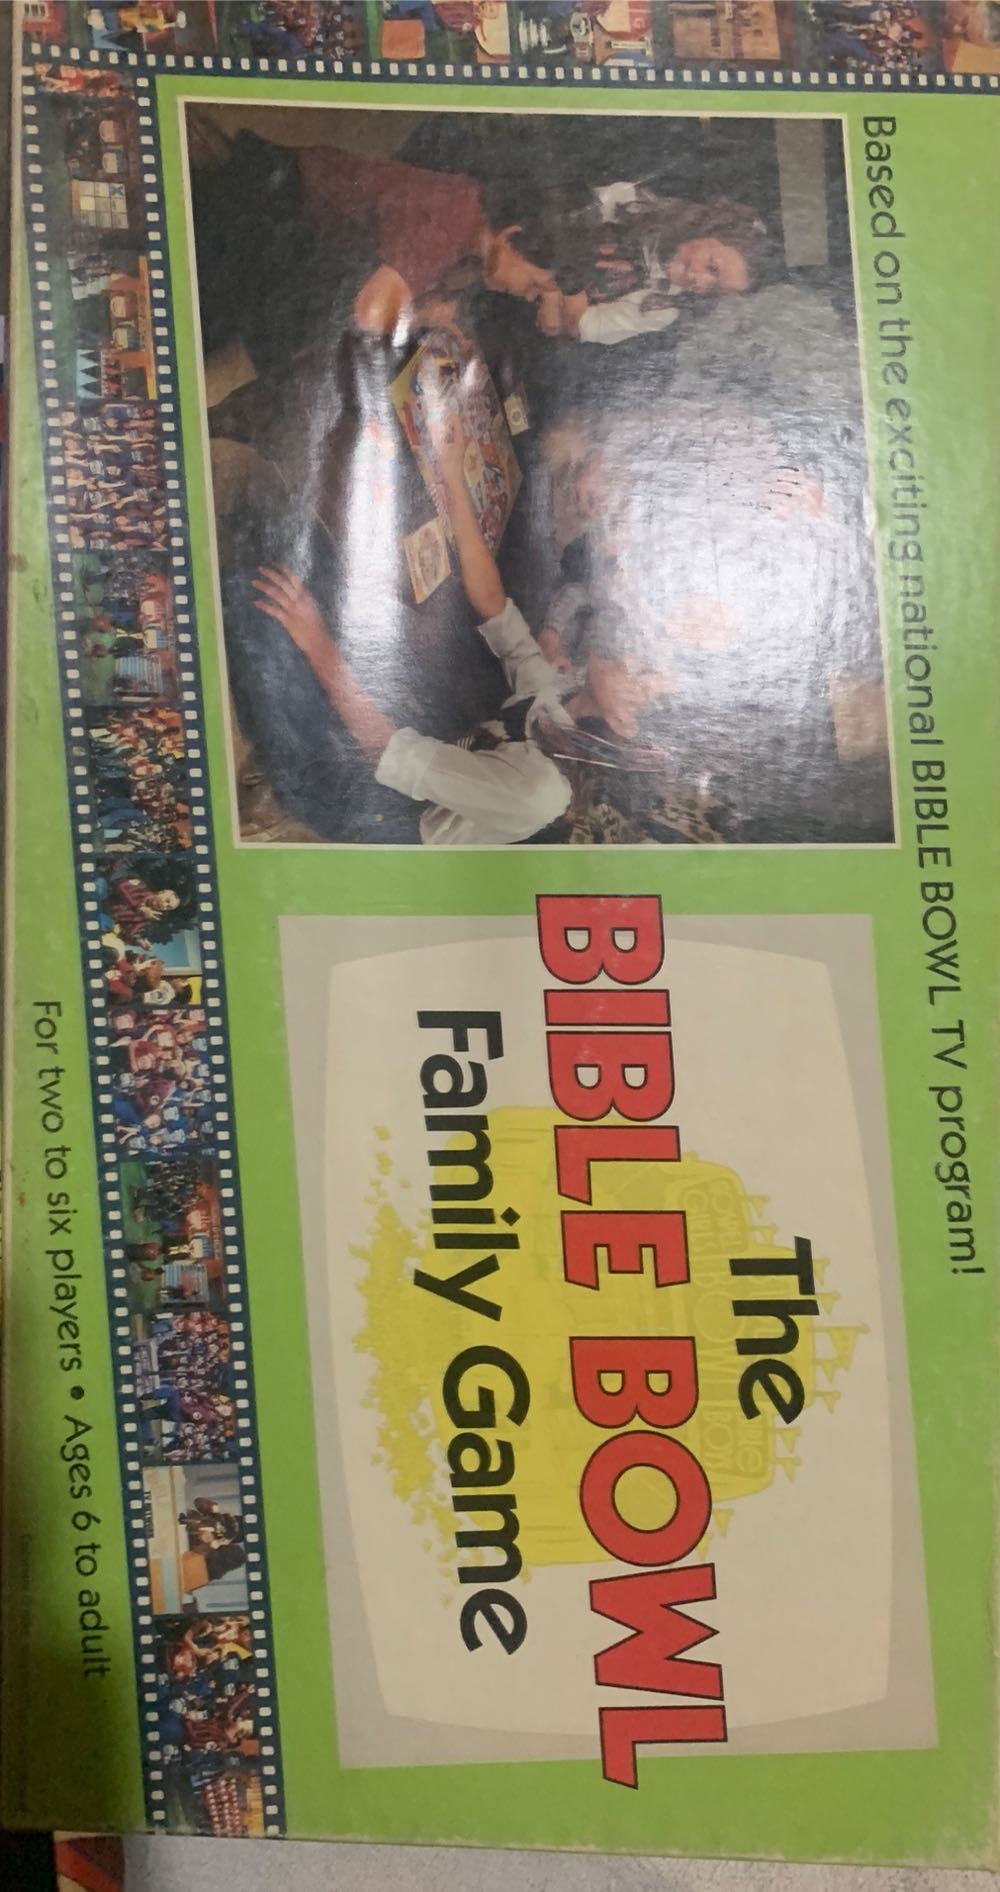 Based on the exciting national BIBLE BOWL TV program!
The
BIBLE BOWL
Family Game
For two to six players • Ages 6 to adult